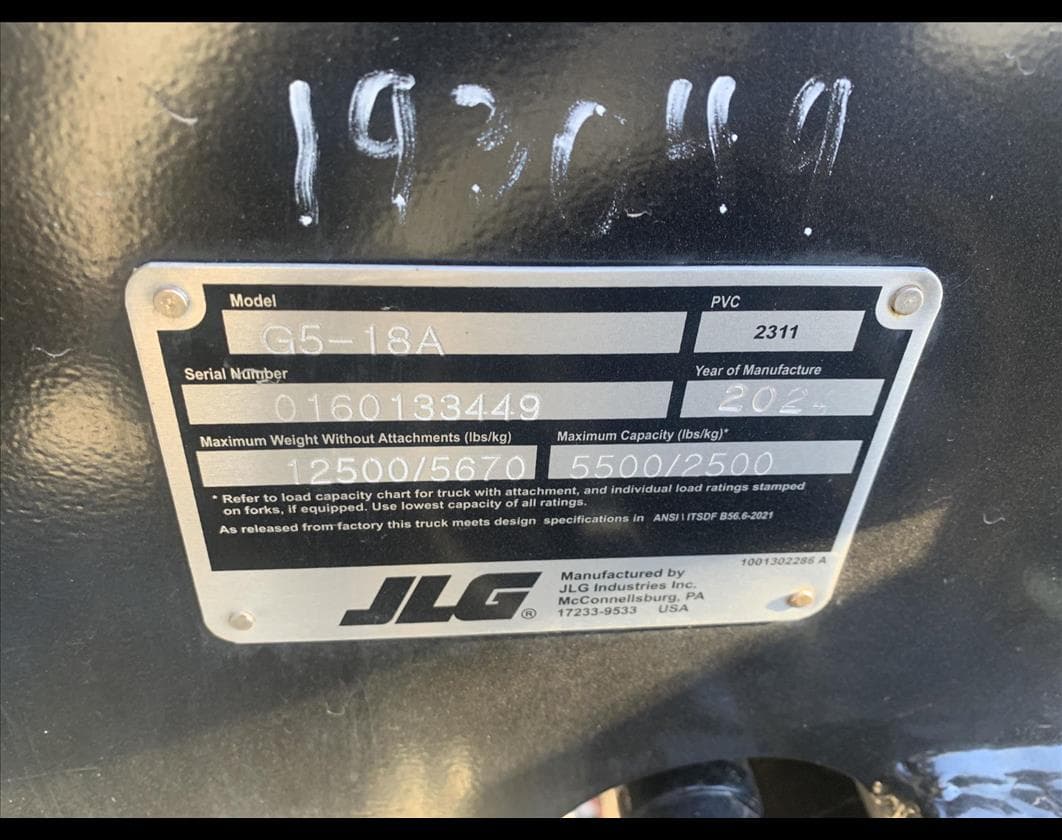 193049
Model PVC
G5-18A 2311
Serial Number Year of Manufacture
0160133449
Maximum Weight Without Attachments (lbs/kg) Maximum Capacity (lbs/kg)*
12500/5670 5500/2500
* Refer to load capacity chart for truck with attachment, and individual load ratings stamped
on forks, if equipped. Use lowest capacity of all ratings.
As released from factory this truck meets design specifications in ANSI \ ITSDF B56.6-2021
1001302286 A
JLG®
Manufactured by
JLG Industries Inc.
McConnellsburg, PA
17233-9533 USA